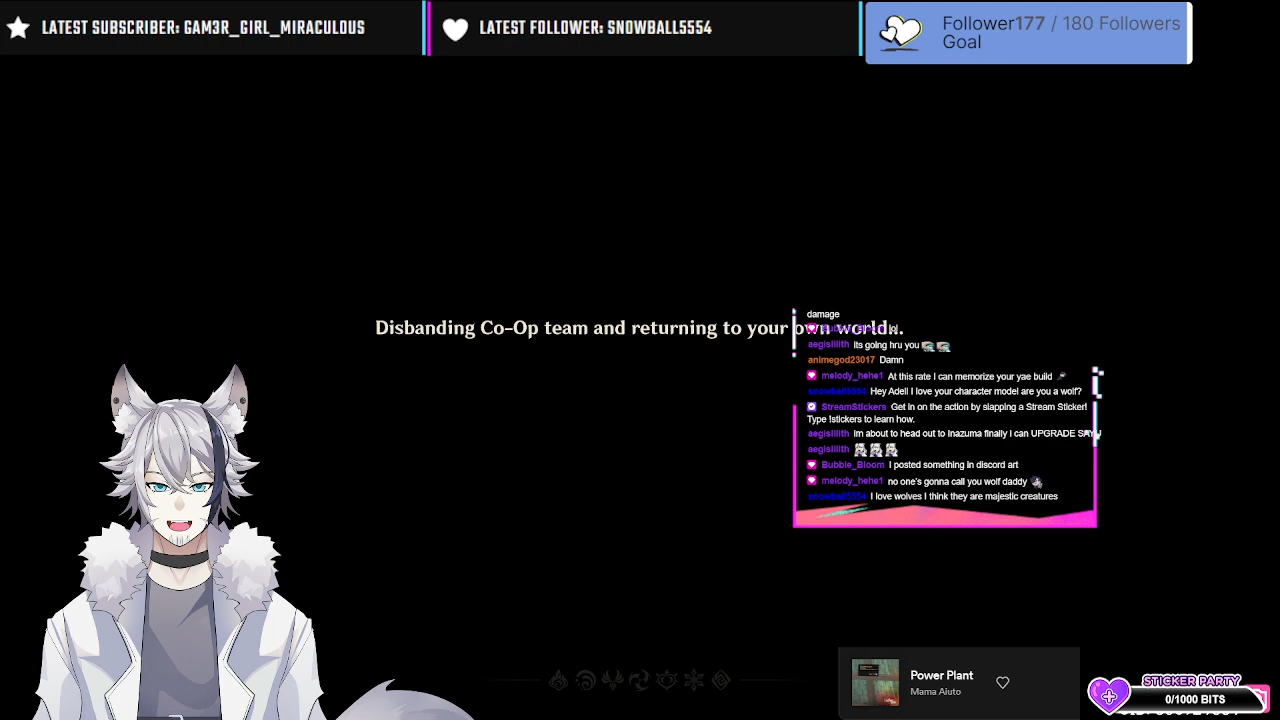 LATEST SUBSCRIBER: GAM3R_GIRL_MIRACULOUS
LATEST FOLLOWER: SNOWBALL5554
Follower177 / 180 Followers
Goal
Disbanding Co-Op team and returning to your own world...
damage
aegislilith Its going hru you
animegod23017 Damn
melody_hehe1 At this rate I can memorize your yae build
snowball5554 Hey Adell I love your character model are you a wolf?
StreamStickers Get in on the action by slapping a Stream Sticker!
Type !stickers to learn how.
aegislilith im about to head out to Inazuma finally I can UPGRADE SAYU
aegislilith
Bubble_Bloom I posted something in discord art
melody_hehe1 no one's gonna call you wolf daddy
snowball5554 I love wolves I think they are majestic creatures
Power Plant
Mama Aiuto
STICKER PARTY
0/1000 BITS